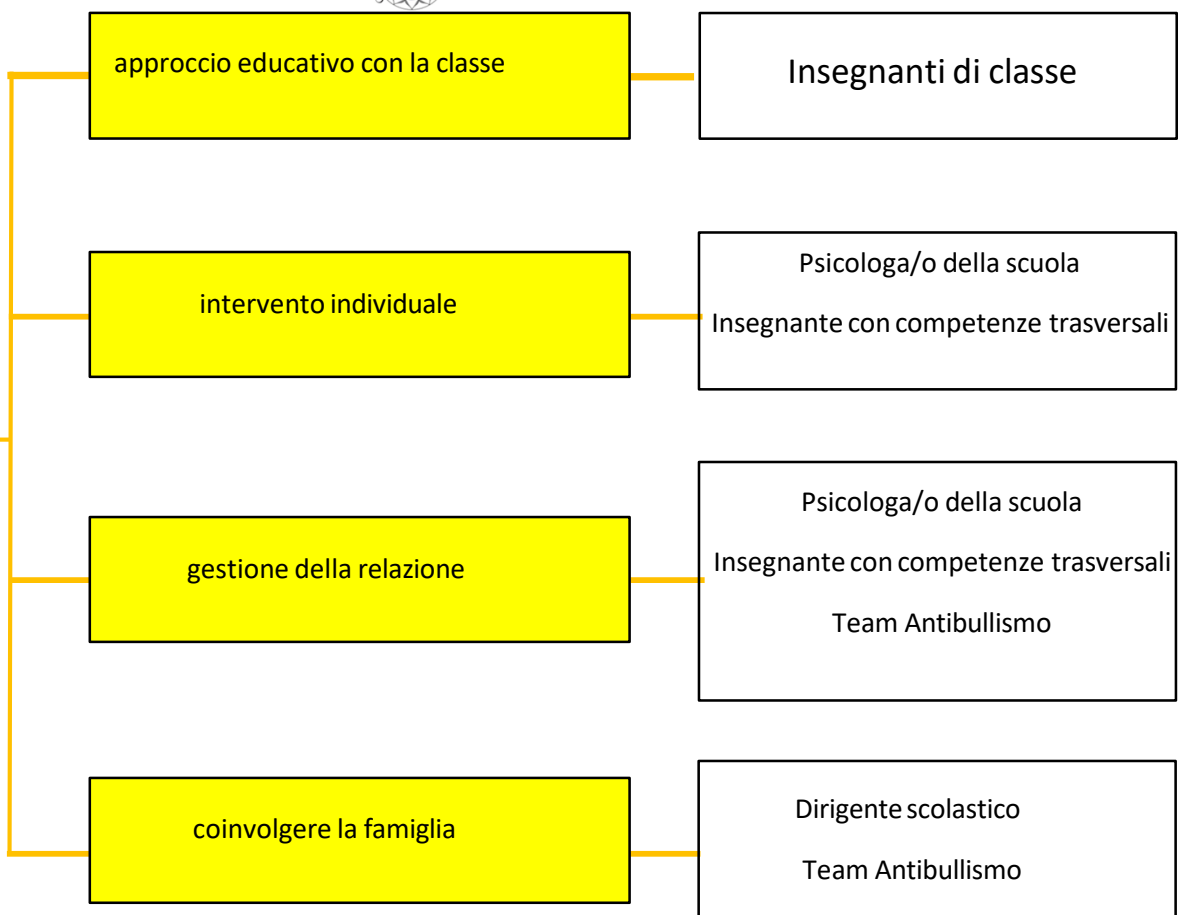 approccio educativo con la classe
Insegnanti di classe
intervento individuale
Psicologa/o della scuola
Insegnante con competenze trasversali
gestione della relazione
Psicologa/o della scuola
Insegnante con competenze trasversali
Team Antibullismo
coinvolgere la famiglia
Dirigente scolastico
Team Antibullismo